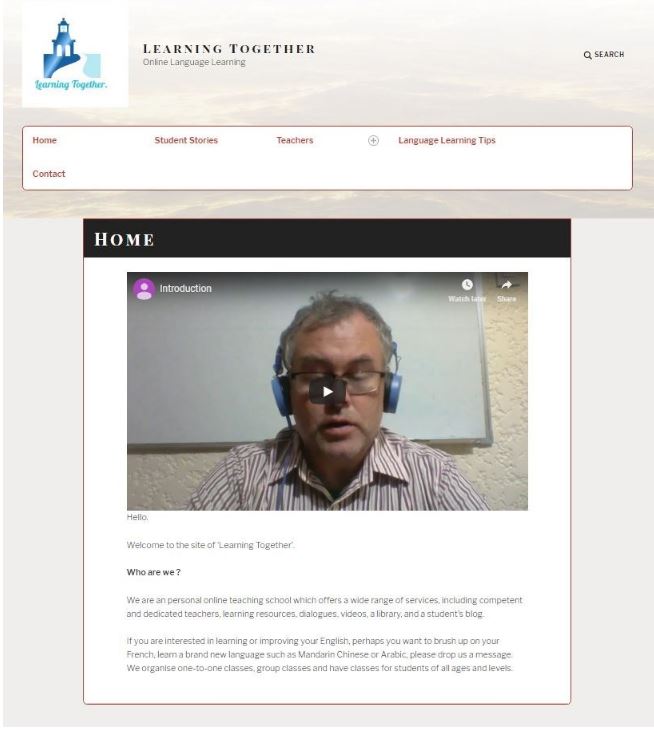 Learning Together.
LEARNING TOGETHER
Online Language Learning
SEARCH
Home
Student Stories
Teachers
Language Learning Tips
Contact
HOME
Introduction
Watch later
Share
Hello.
Welcome to the site of 'Learning Together'.
Who are we ?
We are an personal online teaching school which offers a wide range of services, including competent
and dedicated teachers, learning resources, dialogues, videos, a library, and a student's blog.
If you are interested in learning or improving your English, perhaps you want to brush up on your
French, learn a brand new language such as Mandarin Chinese or Arabic, please drop us a message.
We organise one-to-one classes, group classes and have classes for students of all ages and levels.